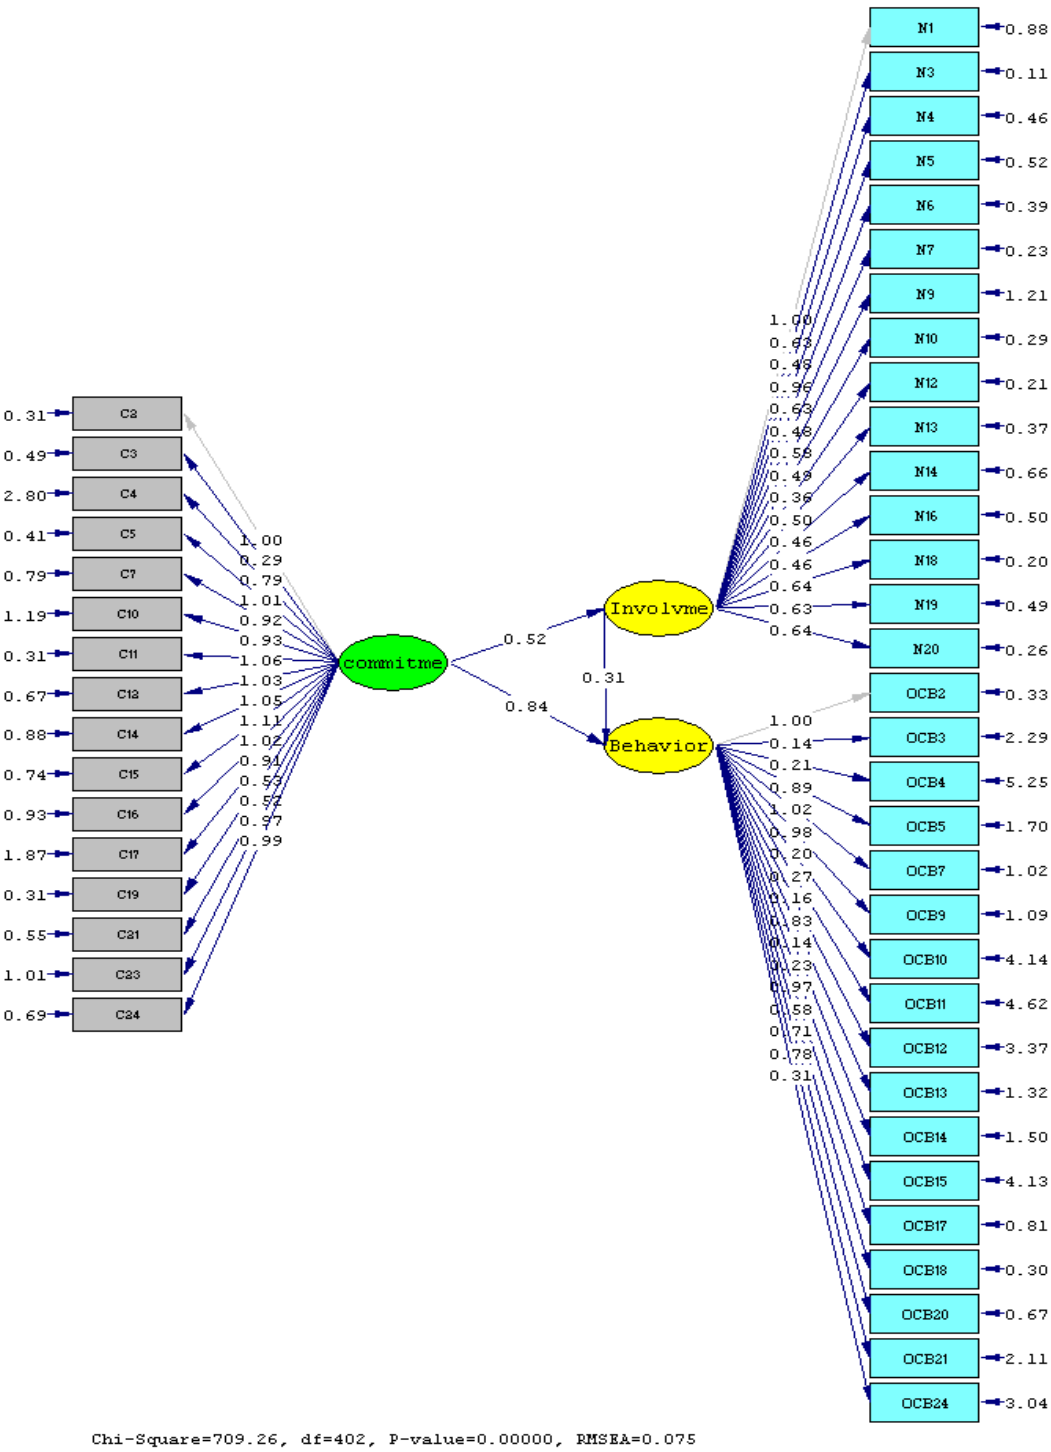 N1 0.88
N3 0.11
N4 0.46
N5 0.52
N6 0.39
N7 0.23
N9 1.21
N10 0.29
N12 0.21
N13 0.37
N14 0.66
N16 0.50
N18 0.20
N19 0.49
N20 0.26
1.00
0.63
0.48
0.96
0.63
0.48
0.58
0.49
0.36
0.50
0.46
0.46
0.64
0.63
0.64
0.31 C2
0.49 C3
2.80 C4
0.41 C5
0.79 C7
1.19 C10
0.31 C11
0.67 C12
0.88 C14
0.74 C15
0.93 C16
1.87 C17
0.31 C19
0.55 C21
1.01 C23
0.69 C24
1.00
0.29
0.79
1.01
0.92
0.93
1.06
1.03
1.05
1.11
1.02
0.91
0.53
0.52
0.97
0.99
commitme
0.52
0.84
Involvme
0.31
Behavior
1.00
0.14
0.21
0.89
1.02
0.98
0.20
0.27
0.16
0.83
0.14
0.23
0.97
0.58
0.71
0.78
0.31
OCB2 0.33
OCB3 2.29
OCB4 5.25
OCB5 1.70
OCB7 1.02
OCB9 1.09
OCB10 4.14
OCB11 4.62
OCB12 3.37
OCB13 1.32
OCB14 1.50
OCB15 4.13
OCB17 0.81
OCB18 0.30
OCB20 0.67
OCB21 2.11
OCB24 3.04
Chi-Square=709.26, df=402, P-value=0.00000, RMSEA=0.075